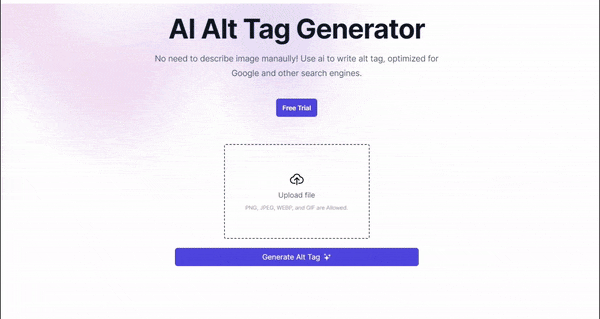 AI Alt Tag Generator
No need to describe image manaully! Use ai to write alt tag, optimized for
Google and other search engines.
Free Trial
Upload file
PNG, JPEG, WEBP, and GIF are Allowed.
Generate Alt Tag